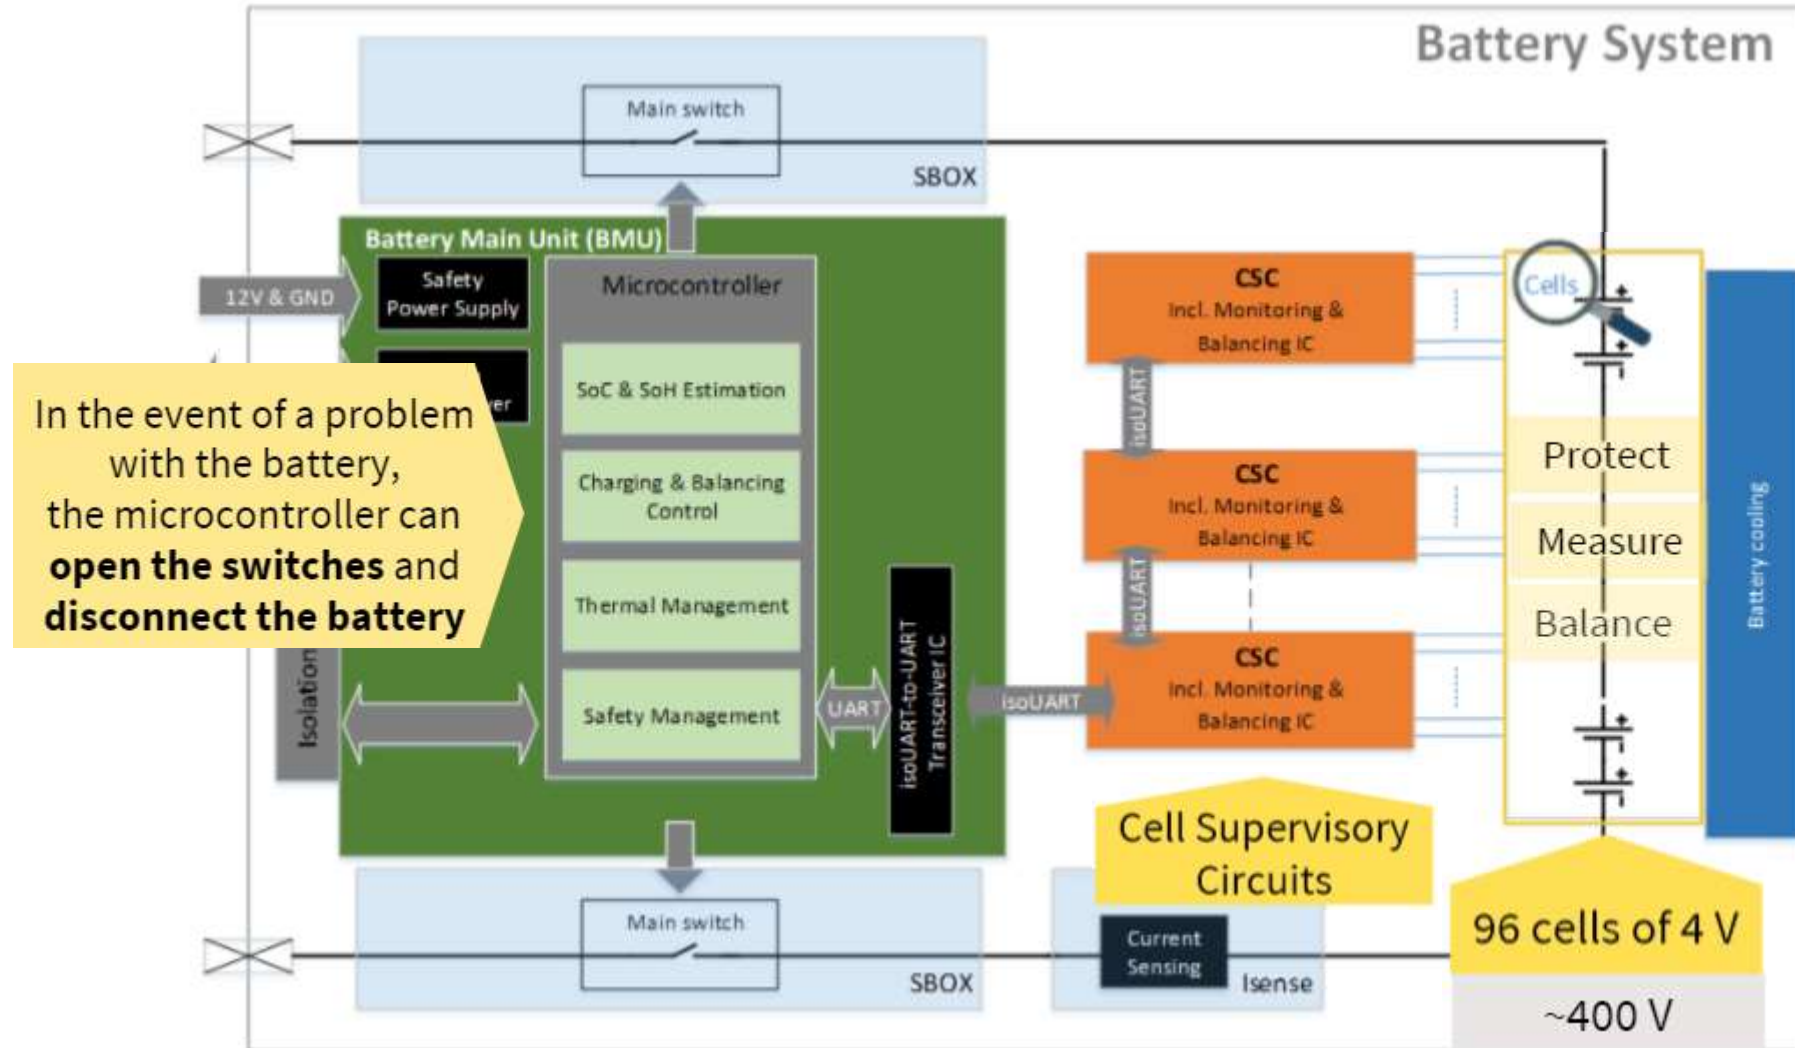 Battery System
Main switch
SBOX
Battery Main Unit (BMU)
12V & GND
Safety
Power Supply
Microcontroller
SoC & SoH Estimation
Charging & Balancing
Control
Thermal Management
Safety Management
In the event of a problem
with the battery,
the microcontroller can
open the switches and
disconnect the battery
Isolation
UART
isoUART-to-UART
Transceiver IC
isoUART
CSC
Incl. Monitoring &
Balancing IC
isoUART
CSC
Incl. Monitoring &
Balancing IC
isoUART
CSC
Incl. Monitoring &
Balancing IC
Cells
Protect
Measure
Balance
Battery cooling
Cell Supervisory
Circuits
Main switch
SBOX
Current
Sensing
Isense
96 cells of 4 V
~400 V